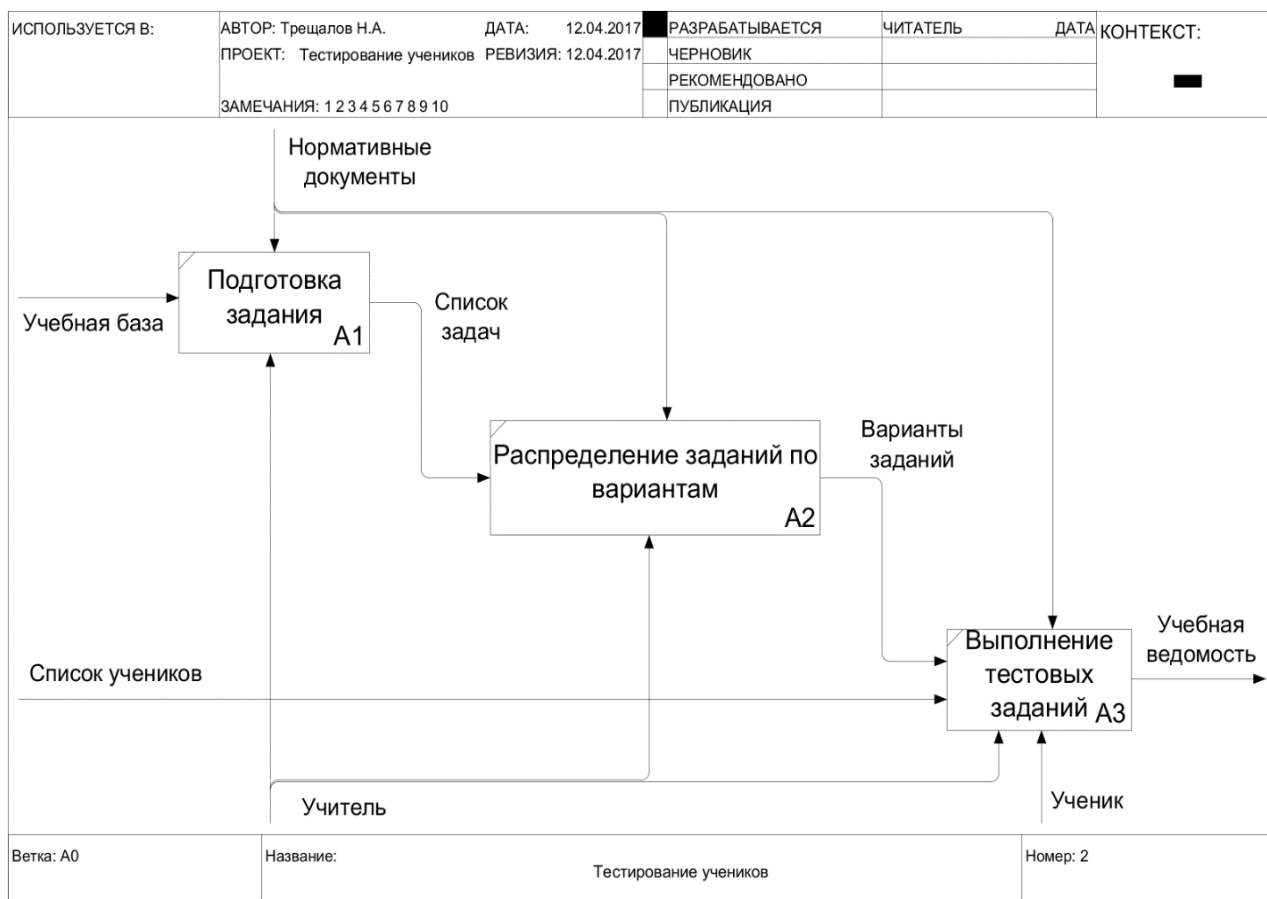 ИСПОЛЬЗУЕТСЯ В:
АВТОР: Трещалов Н.А.
ДАТА: 12.04.2017
ПРОЕКТ: Тестирование учеников
РЕВИЗИЯ: 12.04.2017
ЗАМЕЧАНИЯ: 1 2 3 4 5 6 7 8 9 10
РАЗРАБАТЫВАЕТСЯ
ЧЕРНОВИК
РЕКОМЕНДОВАНО
ПУБЛИКАЦИЯ
ЧИТАТЕЛЬ
ДАТА
КОНТЕКСТ:
Нормативные
документы
Подготовка
задания
A1
Учебная база
Список
задач
Распределение заданий по
вариантам
A2
Варианты
заданий
Выполнение
тестовых
заданий
A3
Учебная
ведомость
Список учеников
Учитель
Ученик
Ветка: A0
Название:
Тестирование учеников
Номер: 2